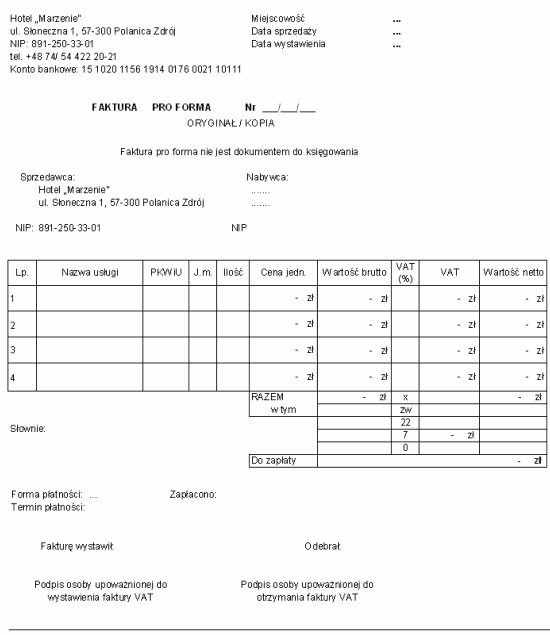 Hotel „Marzenie" Miejscowość ...
ul. Słoneczna 1, 57-300 Polanica Zdrój Data sprzedaży ...
NIP: 891-250-33-01 Data wystawienia ...
tel. +48 74/ 54 422 20-21
Konto bankowe: 15 1020 1156 1914 0176 0021 10111
FAKTURA PRO FORMA Nr ___/___/___
ORYGINAŁ / KOPIA
Faktura pro forma nie jest dokumentem do księgowania
Sprzedawca: Nabywca:
Hotel „Marzenie" .......
ul. Słoneczna 1, 57-300 Polanica Zdrój .......
NIP: 891-250-33-01 NIP
Lp. Nazwa usługi PKWiU J.m. Ilość Cena jedn. Wartość brutto VAT (%) VAT Wartość netto
1 - zł - zł - zł - zł
2 - zł - zł - zł - zł
3 - zł - zł - zł - zł
4 - zł - zł - zł - zł
RAZEM - zł x - zł
w tym zw
22
Słownie: 7 - zł
0
Do zapłaty - zł
Forma płatności: ... Zapłacono:
Termin płatności:
Fakturę wystawił: Odebrał:
Podpis osoby upoważnionej do Podpis osoby upoważnionej do
wystawienia faktury VAT otrzymania faktury VAT